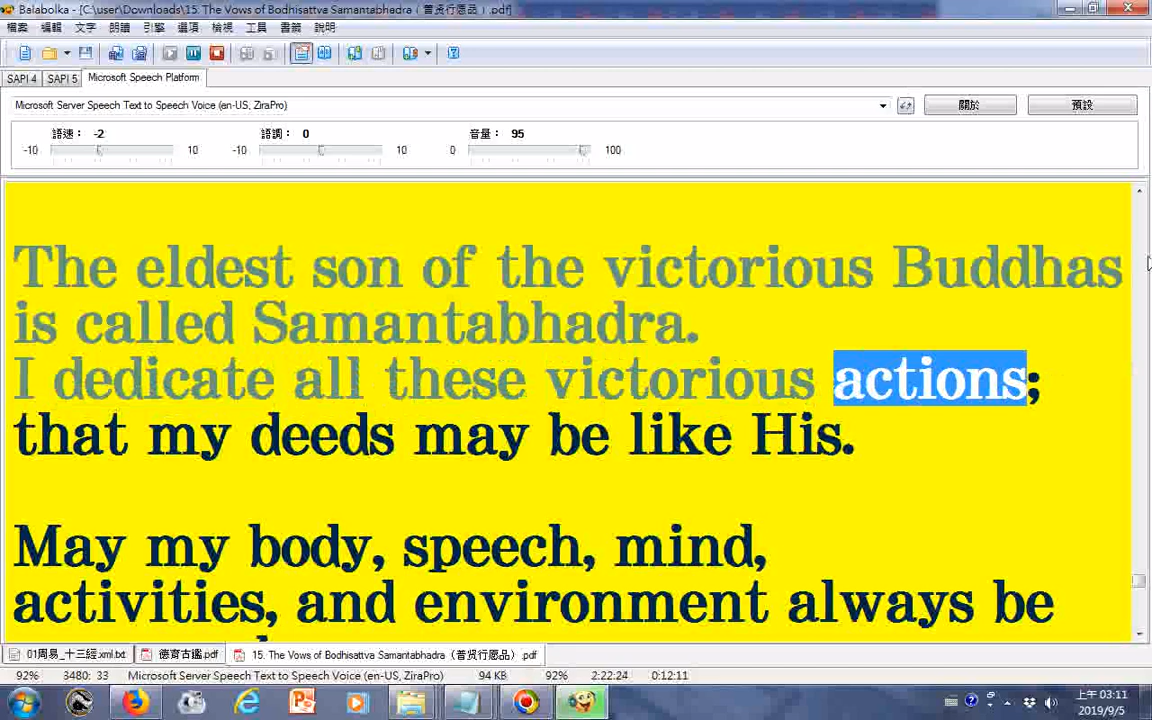 Balabolka - [C:\user\Downloads\15. The Vows of Bodhisattva Samantabhadra（普贤行愿品）.pdf]
檔案 編輯 文字 朗讀 引擎 選項 檢視 工具 書籤 說明
SAPI 4 SAPI 5 Microsoft Speech Platform
Microsoft Server Speech Text to Speech Voice (en-US, ZiraPro) 關於 預設
語速： -2 語調： 0 音量： 95
-10 10 -10 10 0 100
The eldest son of the victorious Buddhas
is called Samantabhadra.
I dedicate all these victorious actions;
that my deeds may be like His.
May my body, speech, mind,
activities, and environment always be
01周易_十三經.xml.txt 德育古鑑.pdf 15. The Vows of Bodhisattva Samantabhadra（普贤行愿品）.pdf
92% 3480: 33 Microsoft Server Speech Text to Speech Voice (en-US, ZiraPro) 94 KB 92% 2:22:24 0:12:11
上午 03:11
2019/9/5